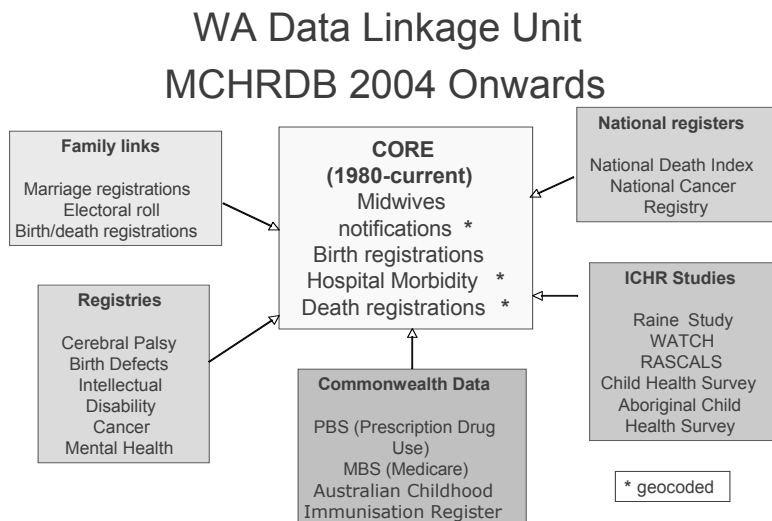 WA Data Linkage Unit
MCHRDB 2004 Onwards
Family links
Marriage registrations
Electoral roll
Birth/death registrations
CORE
(1980-current)
Midwives
notifications *
Birth registrations
Hospital Morbidity *
Death registrations *
National registers
National Death Index
National Cancer
Registry
Registries
Cerebral Palsy
Birth Defects
Intellectual
Disability
Cancer
Mental Health
Commonwealth Data
PBS (Prescription Drug
Use)
MBS (Medicare)
Australian Childhood
Immunisation Register
ICHR Studies
Raine Study
WATCH
RASCALS
Child Health Survey
Aboriginal Child
Health Survey
* geocoded